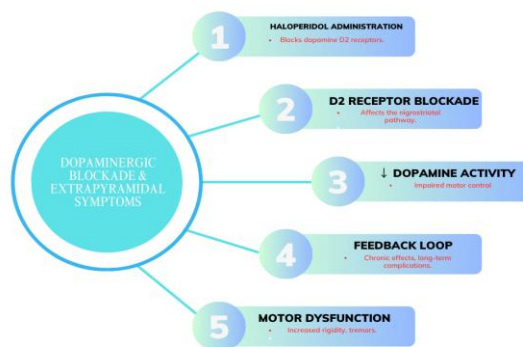 DOPAMINERGIC
BLOCKADE &
EXTRAPYRAMIDAL
SYMPTOMS
1
HALOPERIDOL ADMINISTRATION
• Blocks dopamine D2 receptors.
2
D2 RECEPTOR BLOCKADE
• Affects the nigrostriatal
pathway.
3
↓ DOPAMINE ACTIVITY
• Impaired motor control
4
FEEDBACK LOOP
• Chronic effects, long-term
complications.
5
MOTOR DYSFUNCTION
• Increased rigidity, tremors.